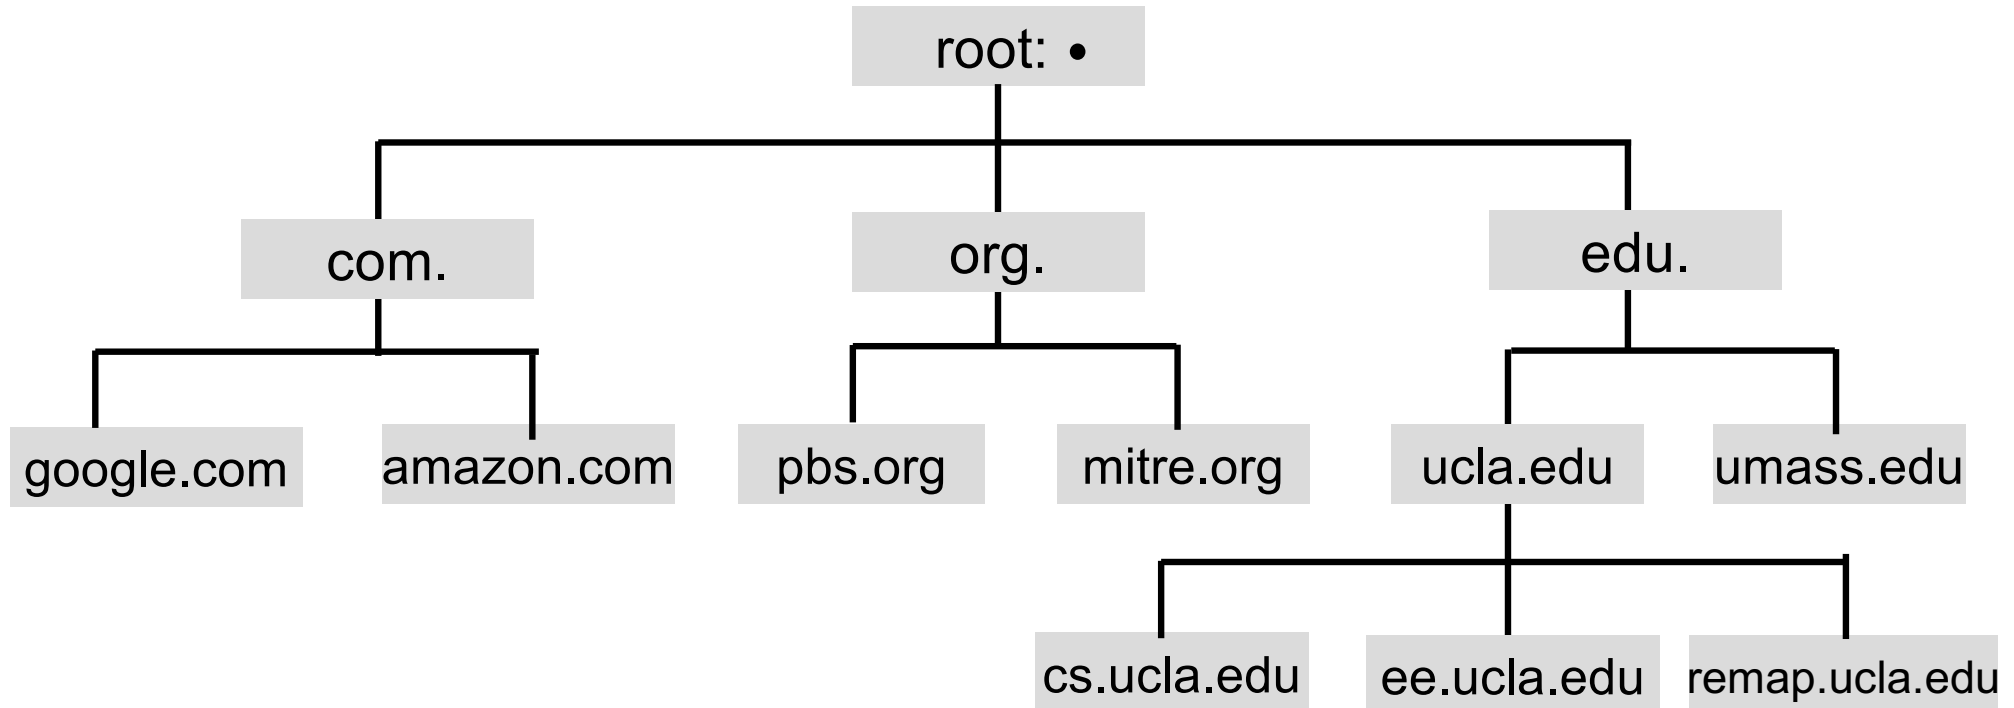 root: •
com.
org.
edu.
google.com
amazon.com
pbs.org
mitre.org
ucla.edu
umass.edu
cs.ucla.edu
ee.ucla.edu
remap.ucla.edu